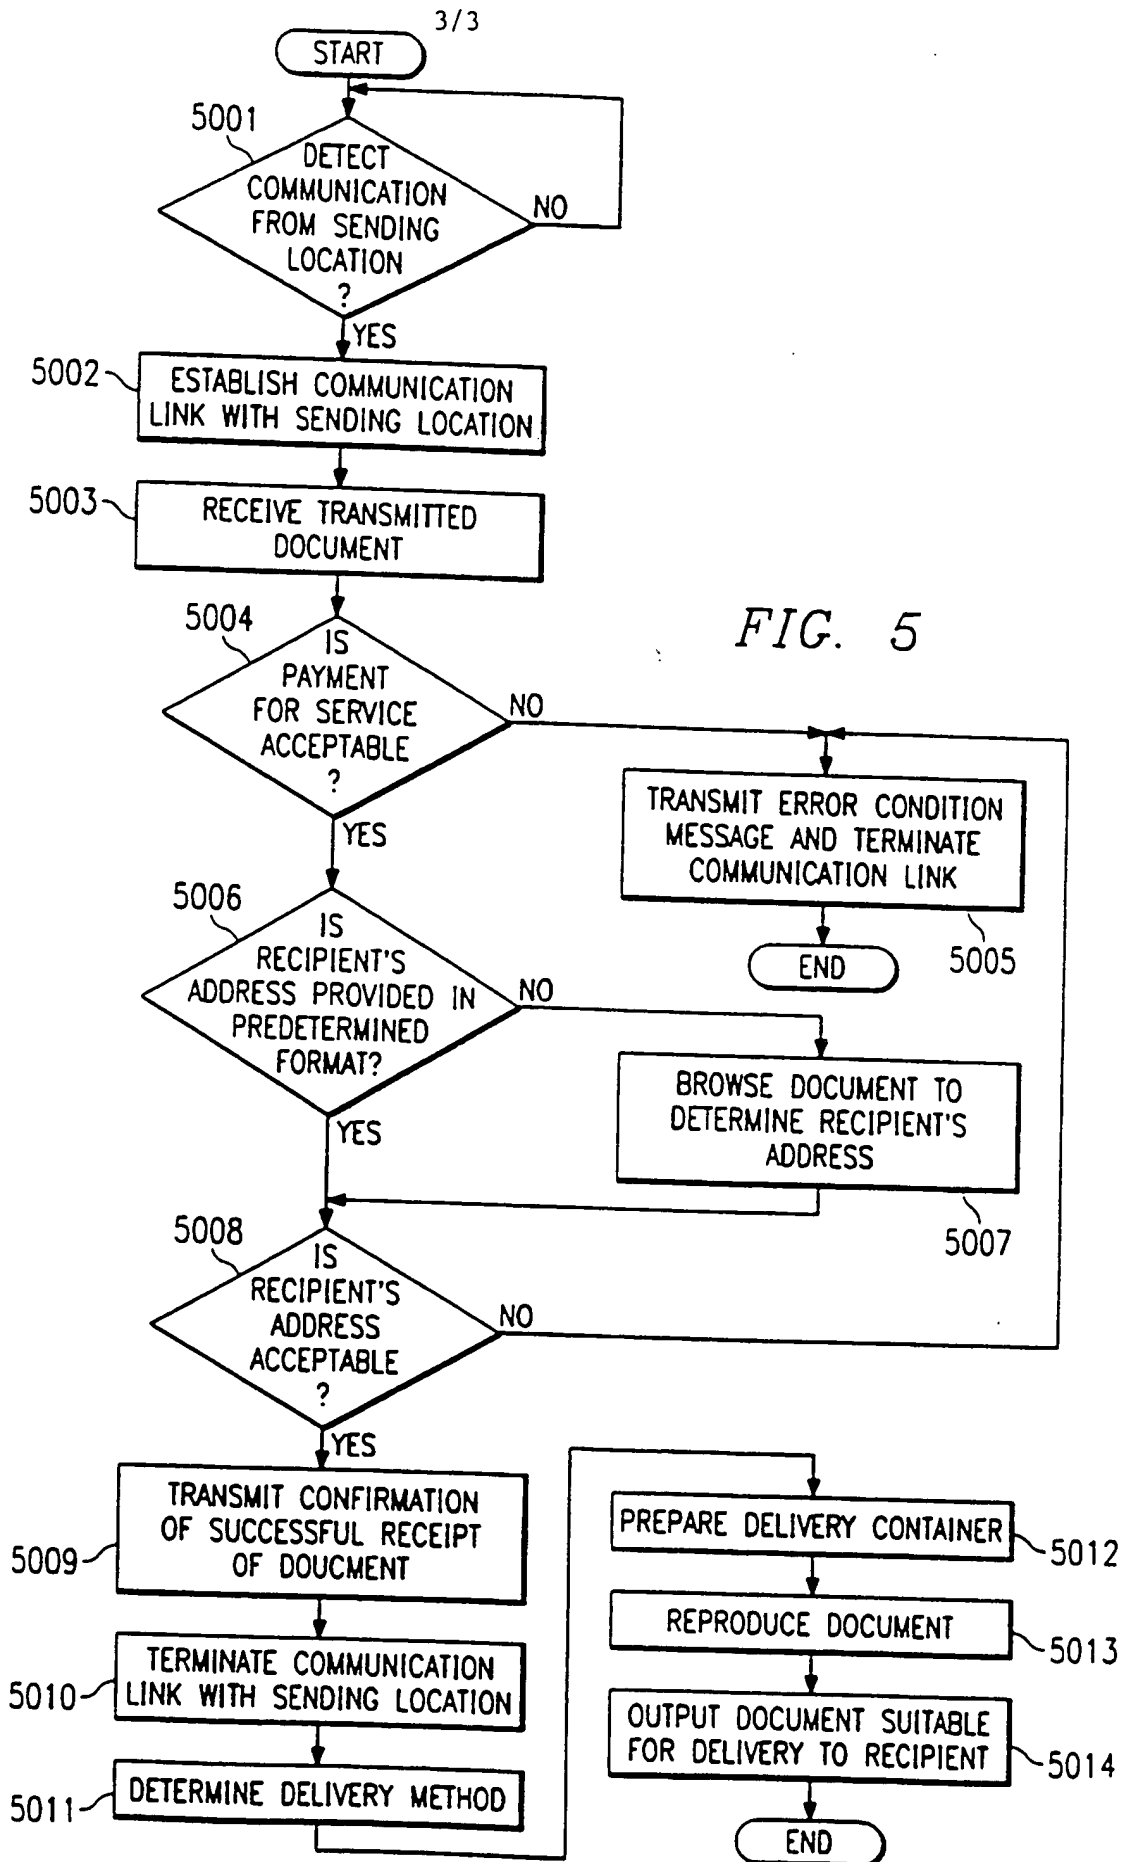 3/3
START
5001
DETECT
COMMUNICATION
FROM SENDING
LOCATION
?
NO
YES
5002
ESTABLISH COMMUNICATION
LINK WITH SENDING LOCATION
5003
RECEIVE TRANSMITTED
DOCUMENT
FIG. 5
5004
IS
PAYMENT
FOR SERVICE
ACCEPTABLE
?
NO
YES
TRANSMIT ERROR CONDITION
MESSAGE AND TERMINATE
COMMUNICATION LINK
5005
END
5006
IS
RECIPIENT'S
ADDRESS PROVIDED IN
PREDETERMINED
FORMAT?
NO
YES
BROWSE DOCUMENT TO
DETERMINE RECIPIENT'S
ADDRESS
5007
5008
IS
RECIPIENT'S
ADDRESS
ACCEPTABLE
?
NO
YES
5009
TRANSMIT CONFIRMATION
OF SUCCESSFUL RECEIPT
OF DOUCMENT
5010
TERMINATE COMMUNICATION
LINK WITH SENDING LOCATION
5011
DETERMINE DELIVERY METHOD
PREPARE DELIVERY CONTAINER
5012
REPRODUCE DOCUMENT
5013
OUTPUT DOCUMENT SUITABLE
FOR DELIVERY TO RECIPIENT
5014
END